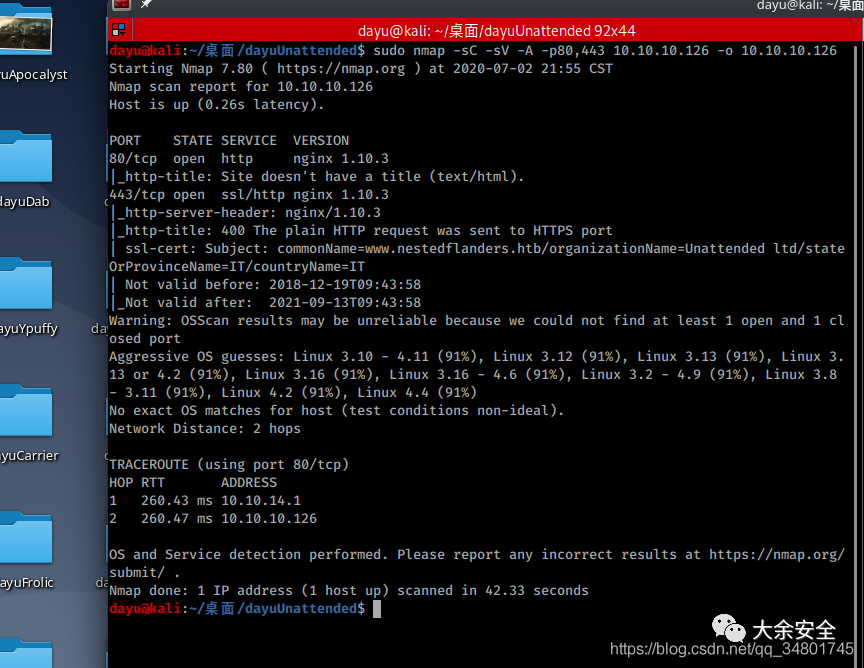 dayu@kali: ~/桌面
dayu@kali: ~/桌面/dayuUnattended 92x44
dayu@kali:~/桌面/dayuUnattended$ sudo nmap -sC -sV -A -p80,443 10.10.10.126 -o 10.10.10.126
Starting Nmap 7.80 ( https://nmap.org ) at 2020-07-02 21:55 CST
Nmap scan report for 10.10.10.126
Host is up (0.26s latency).
PORT    STATE SERVICE  VERSION
80/tcp  open  http     nginx 1.10.3
|_http-title: Site doesn't have a title (text/html).
443/tcp open  ssl/http nginx 1.10.3
|_http-server-header: nginx/1.10.3
|_http-title: 400 The plain HTTP request was sent to HTTPS port
| ssl-cert: Subject: commonName=www.nestedflanders.htb/organizationName=Unattended ltd/state
OrProvinceName=IT/countryName=IT
| Not valid before: 2018-12-19T09:43:58
|_Not valid after:  2021-09-13T09:43:58
Warning: OSScan results may be unreliable because we could not find at least 1 open and 1 cl
osed port
Aggressive OS guesses: Linux 3.10 - 4.11 (91%), Linux 3.12 (91%), Linux 3.13 (91%), Linux 3.
13 or 4.2 (91%), Linux 3.16 (91%), Linux 3.16 - 4.6 (91%), Linux 3.2 - 4.9 (91%), Linux 3.8
- 3.11 (91%), Linux 4.2 (91%), Linux 4.4 (91%)
No exact OS matches for host (test conditions non-ideal).
Network Distance: 2 hops
TRACEROUTE (using port 80/tcp)
HOP RTT       ADDRESS
1   260.43 ms 10.10.14.1
2   260.47 ms 10.10.10.126
OS and Service detection performed. Please report any incorrect results at https://nmap.org/
submit/ .
Nmap done: 1 IP address (1 host up) scanned in 42.33 seconds
dayu@kali:~/桌面/dayuUnattended$
uApocalyst
dayuDab
ayuYpuffy
da
yuCarrier
ayuFrolic
da
大余安全
https://blog.csdn.net/qq_34801745